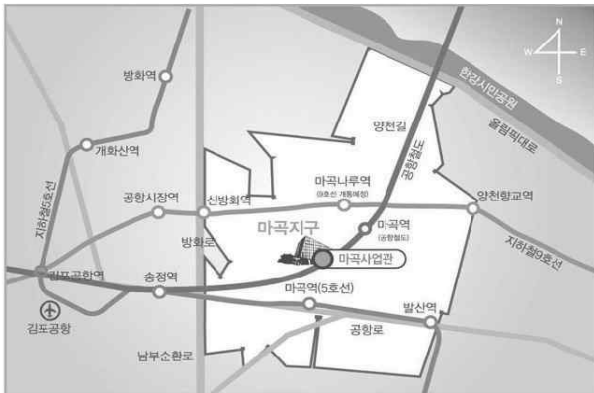 N
W E
S
방화역
한강시민공원
올림픽대로
양천길
공항철도
개화산역
지하철5호선
공항시장역
신방화역
마곡나루역
(9호선 개통예정)
양천향교역
마곡지구
마곡역
(공항철도)
방화로
지하철9호선
마곡사업관
김포공항역
송정역
마곡역(5호선)
발산역
김포공항
공항로
남부순환로